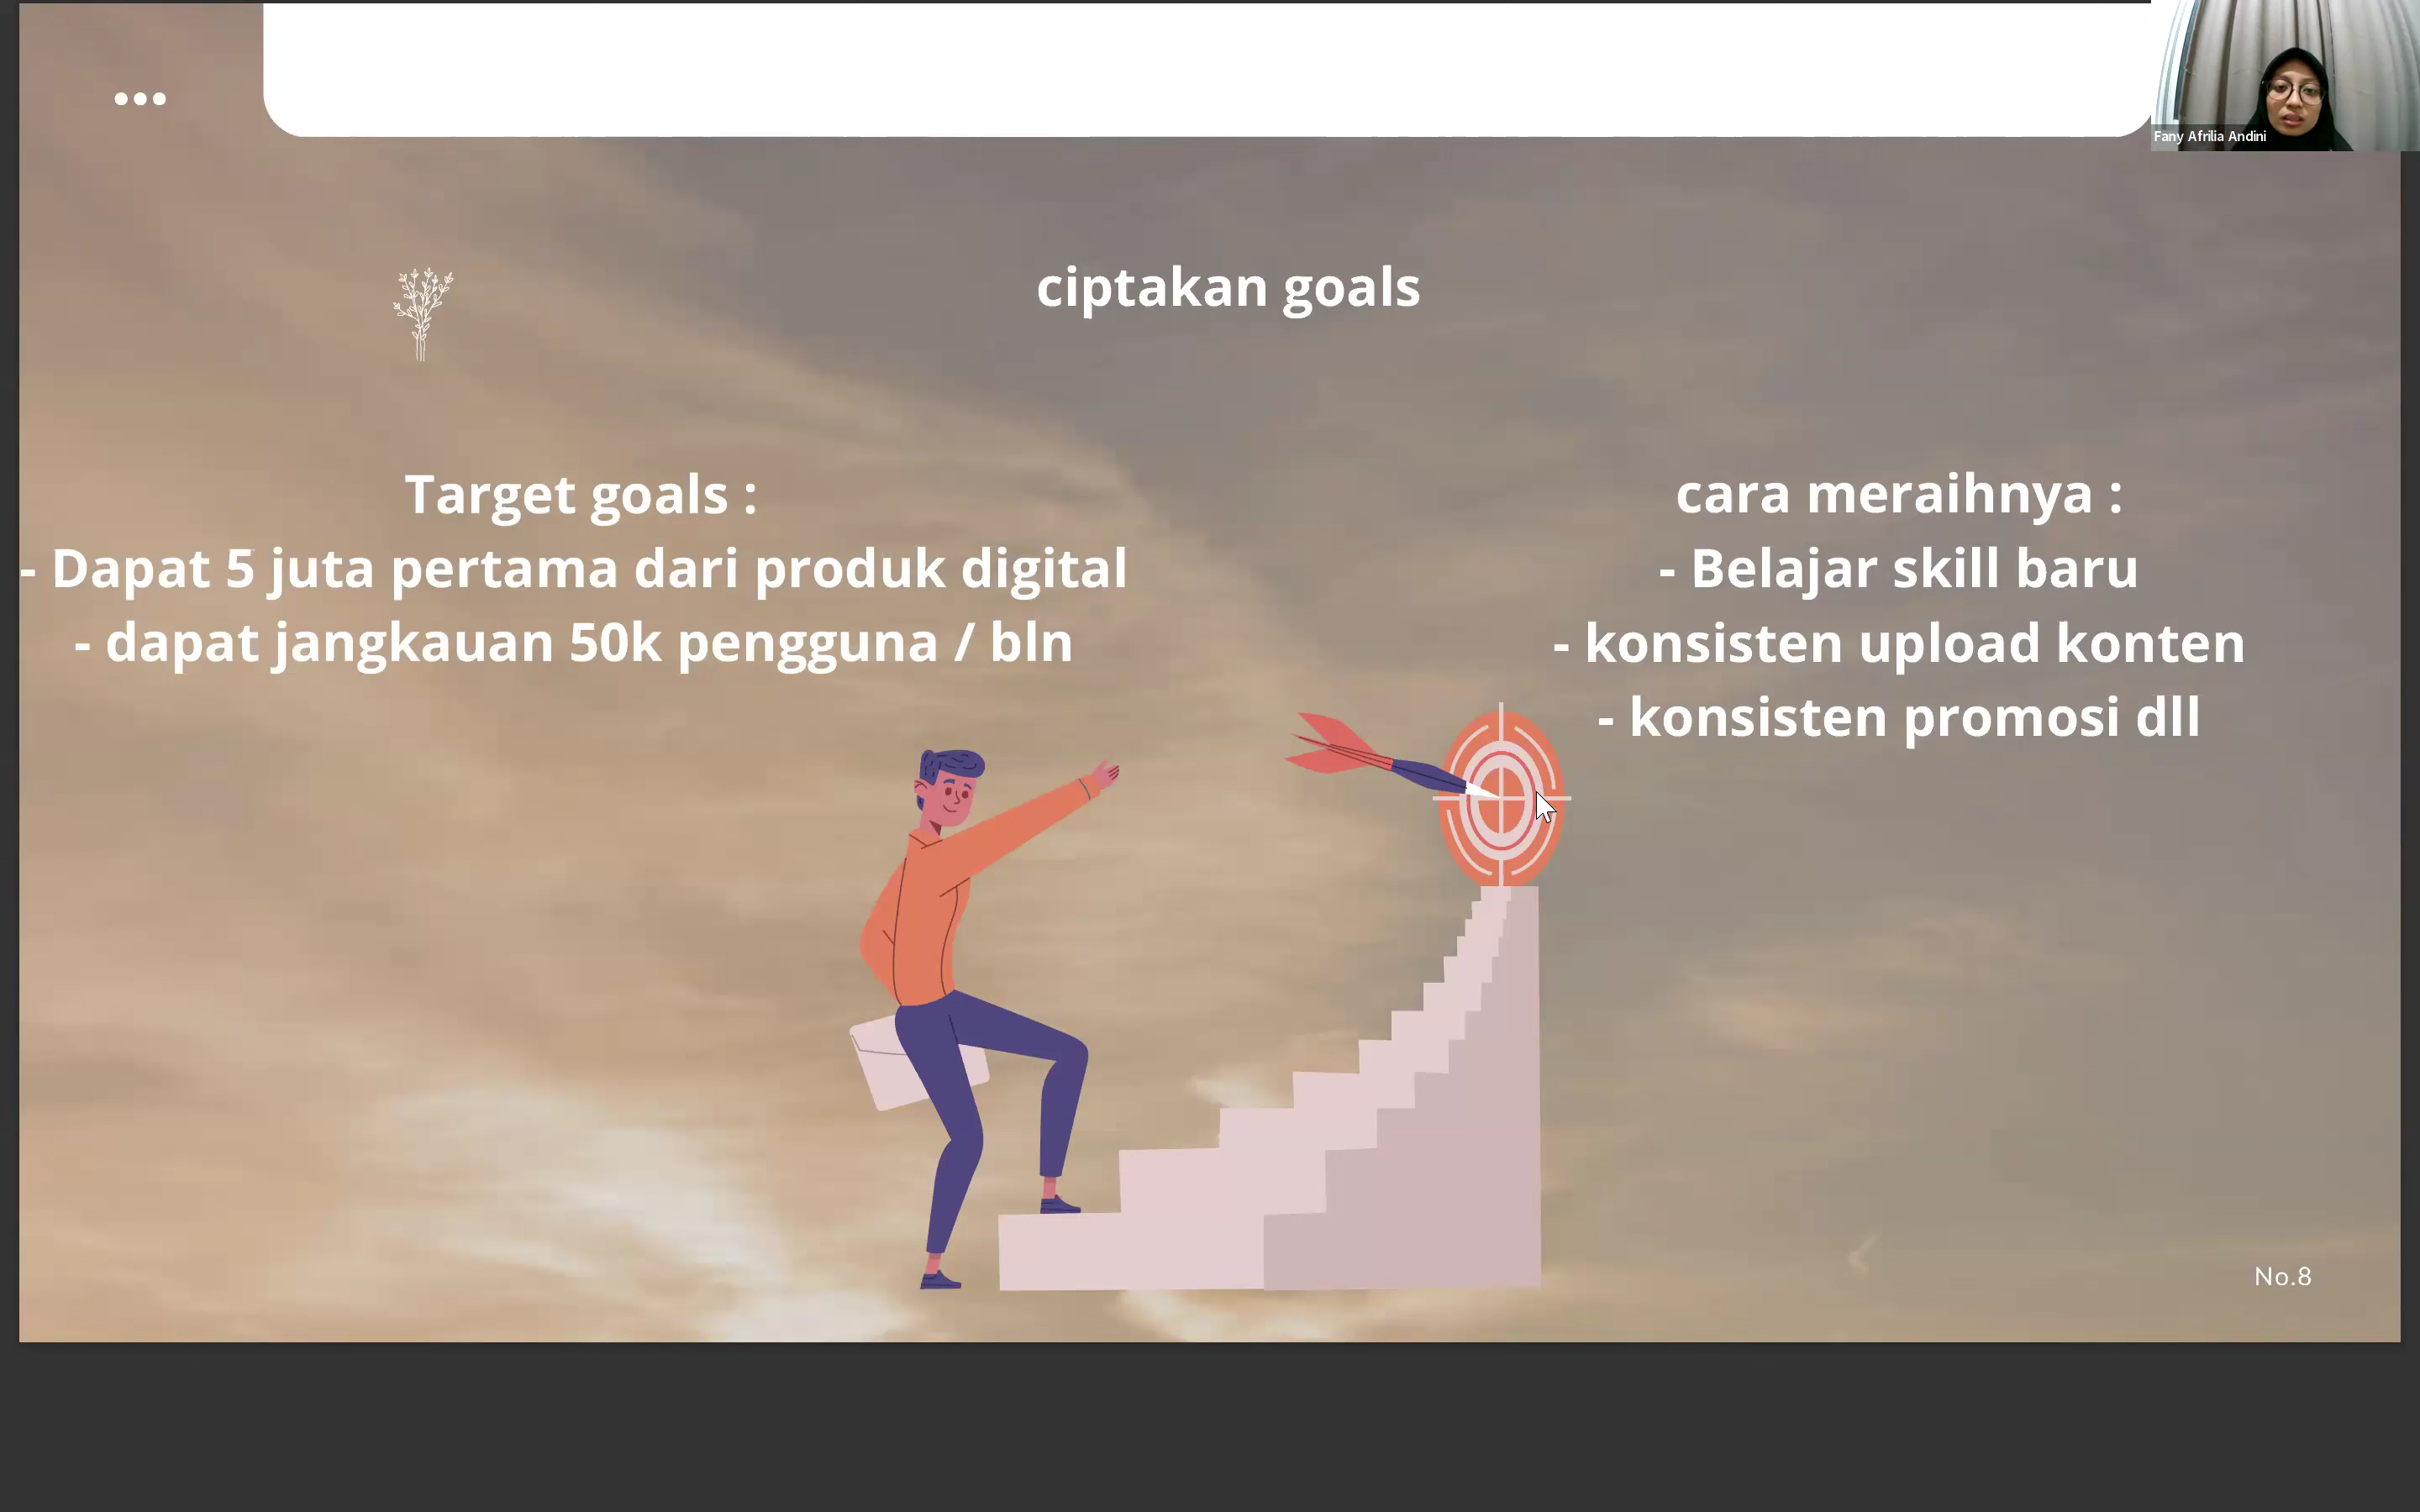 Fany Afrilia Andini
ciptakan goals
Target goals :
- Dapat 5 juta pertama dari produk digital
- dapat jangkauan 50k pengguna / bln
cara meraihnya :
- Belajar skill baru
- konsisten upload konten
- konsisten promosi dll
No.8